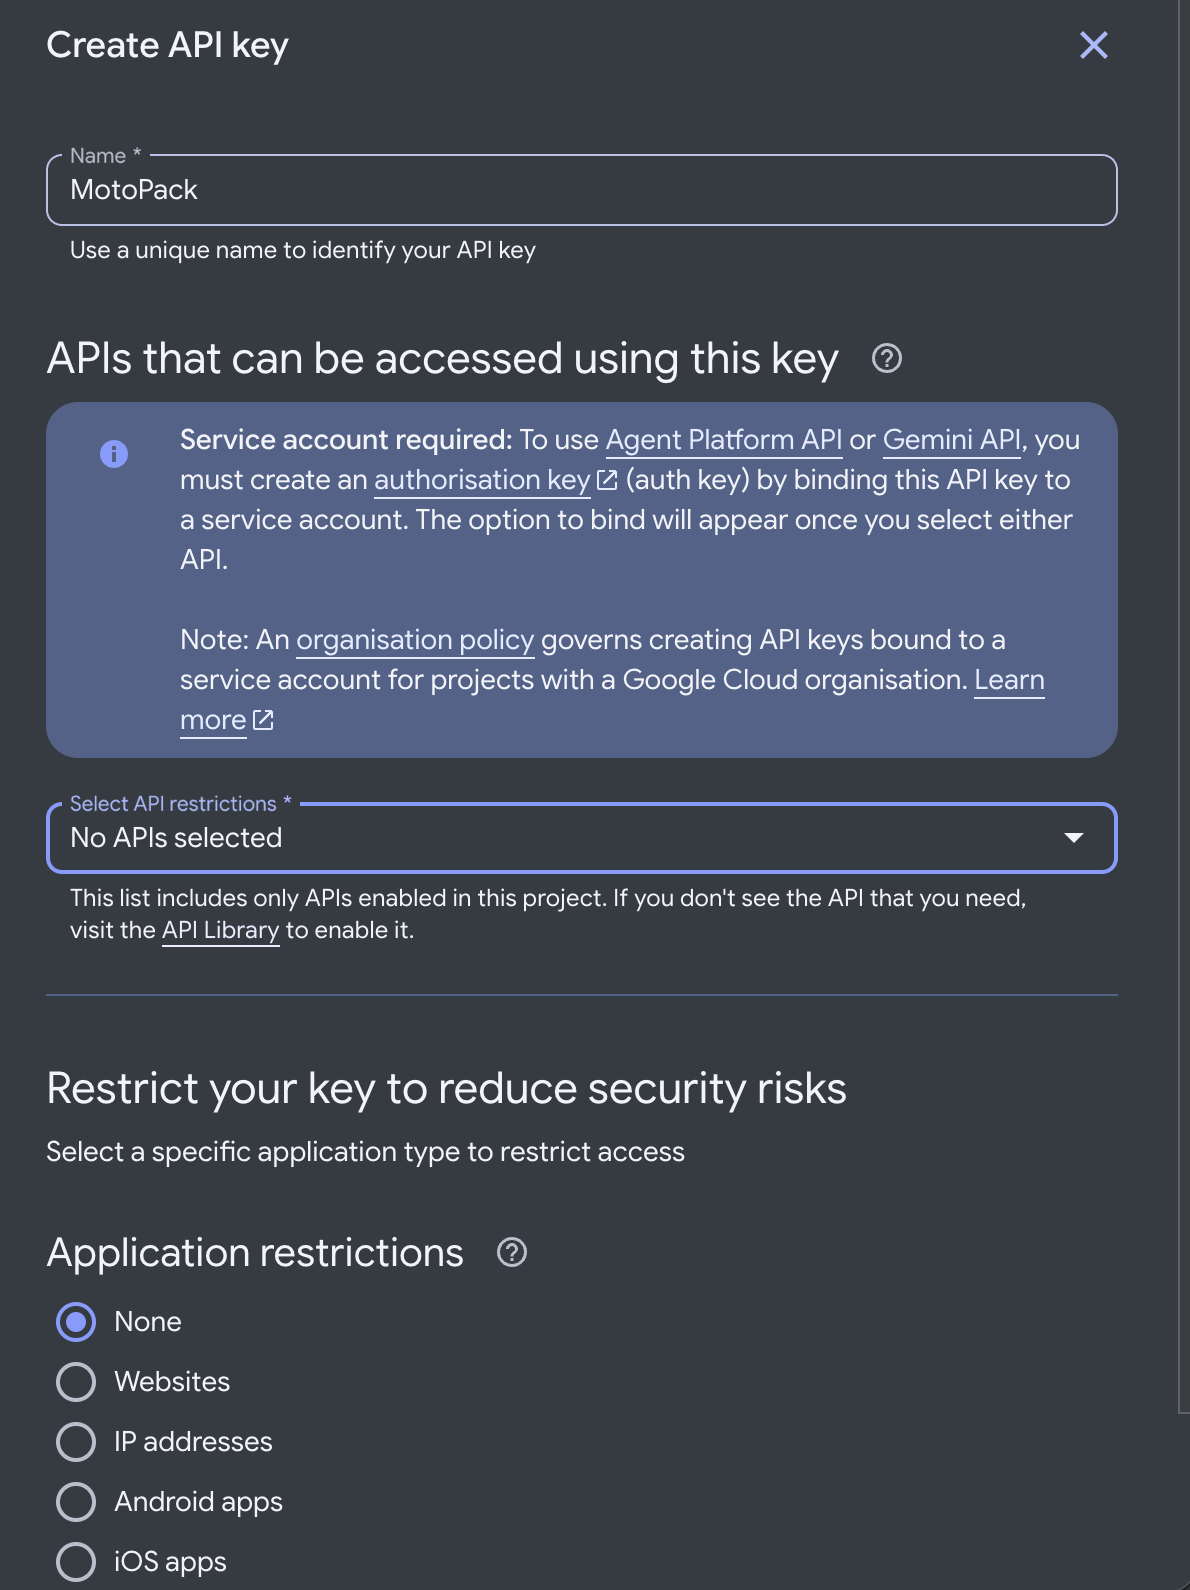 Create API key
Name *
MotoPack
Use a unique name to identify your API key
APIs that can be accessed using this key
Service account required: To use Agent Platform API or Gemini API, you
must create an authorisation key (auth key) by binding this API key to
a service account. The option to bind will appear once you select either
API.
Note: An organisation policy governs creating API keys bound to a
service account for projects with a Google Cloud organisation. Learn
more
Select API restrictions *
No APIs selected
This list includes only APIs enabled in this project. If you don't see the API that you need,
visit the API Library to enable it.
Restrict your key to reduce security risks
Select a specific application type to restrict access
Application restrictions
None
Websites
IP addresses
Android apps
iOS apps